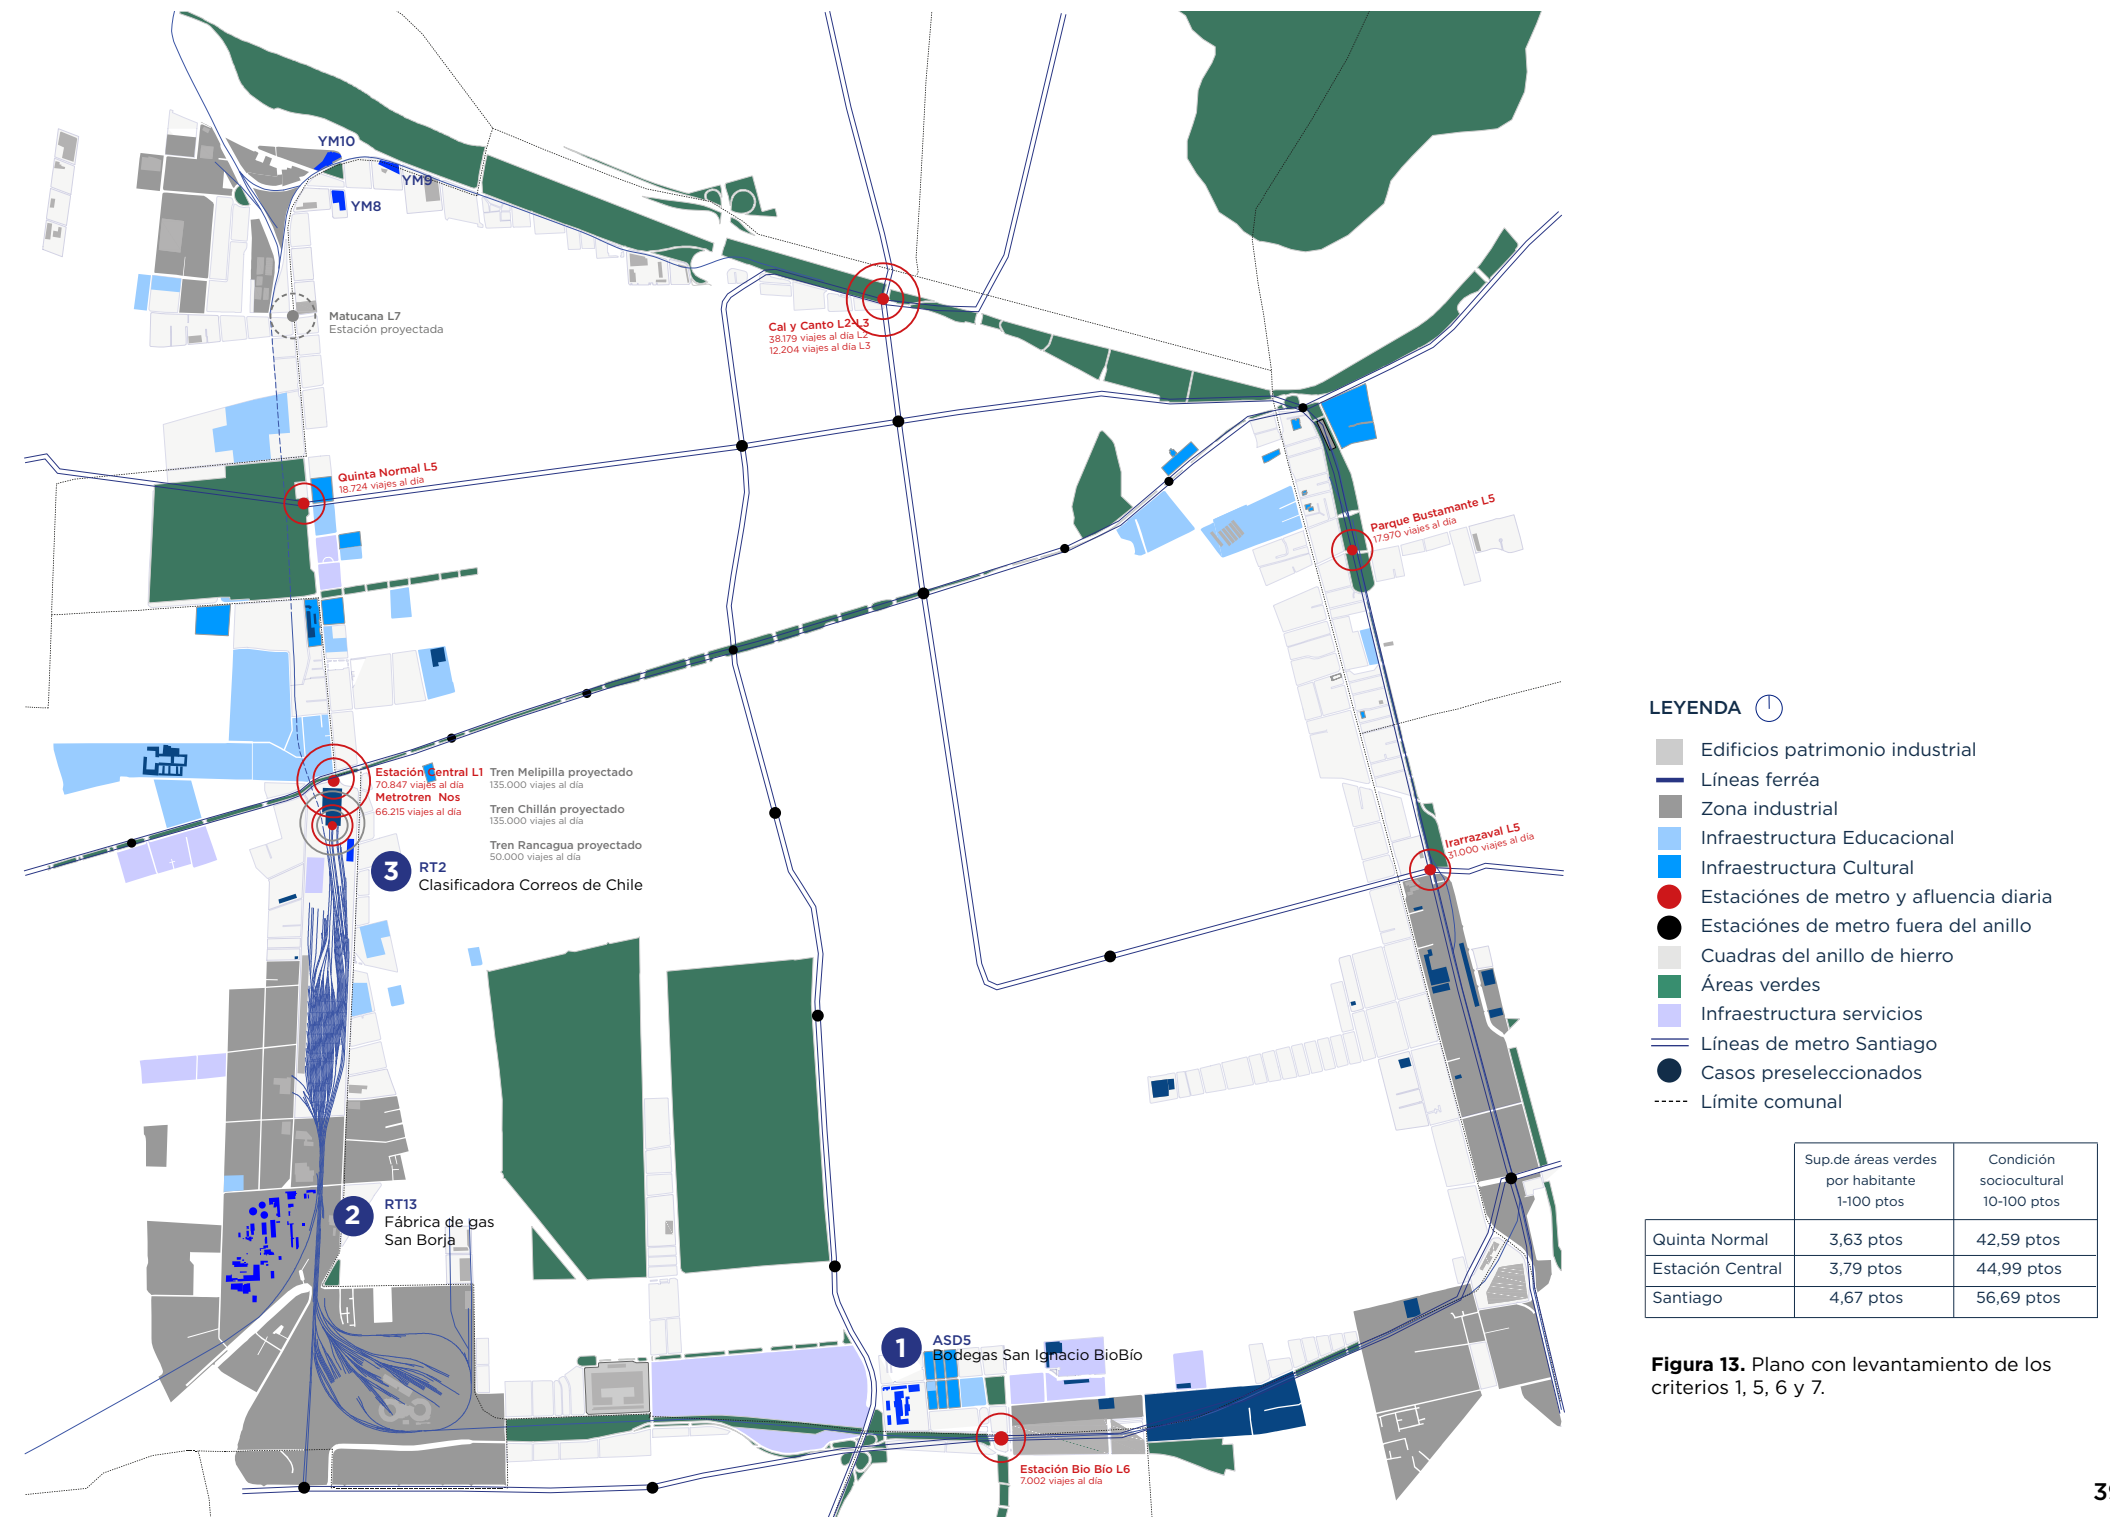 YM10
YM9
YM8
Matucana L7
Estación proyectada
Cal y Canto L2-L3
38.179 viajes al día L2
12.204 viajes al día L3
Quinta Normal L5
18.724 viajes al día
Parque Bustamante L5
17.970 viajes al día
Estación Central L1
70.847 viajes al día
Metrotren Nos
66.215 viajes al día
Tren Melipilla proyectado
135.000 viajes al día
Tren Chillán proyectado
135.000 viajes al día
Tren Rancagua proyectado
50.000 viajes al día
Irarrazaval L5
31.000 viajes al día
3
RT2
Clasificadora Correos de Chile
2
RT13
Fábrica de gas
San Borja
1
ASD5
Bodegas San Ignacio BioBío
Estación Bio Bío L6
7.002 viajes al día
LEYENDA
Edificios patrimonio industrial
Líneas ferréa
Zona industrial
Infraestructura Educacional
Infraestructura Cultural
Estaciónes de metro y afluencia diaria
Estaciónes de metro fuera del anillo
Cuadras del anillo de hierro
Áreas verdes
Infraestructura servicios
Líneas de metro Santiago
Casos preseleccionados
Límite comunal
Sup.de áreas verdes
por habitante
1-100 ptos
Condición
sociocultural
10-100 ptos
Quinta Normal 3,63 ptos 42,59 ptos
Estación Central 3,79 ptos 44,99 ptos
Santiago 4,67 ptos 56,69 ptos
Figura 13. Plano con levantamiento de los
criterios 1, 5, 6 y 7.